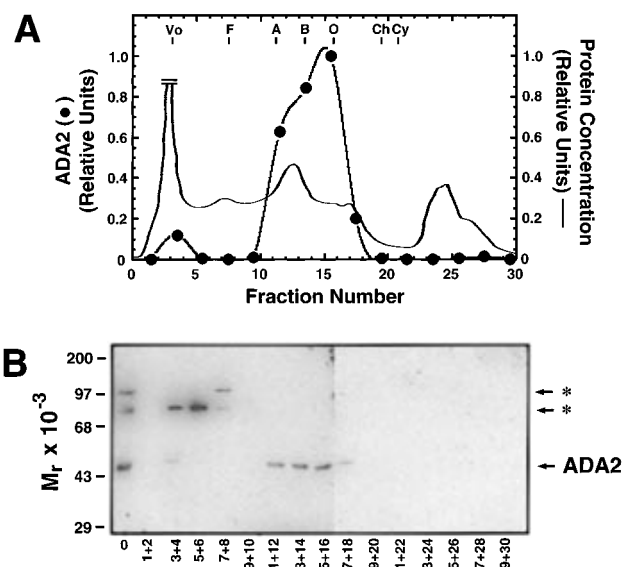 A
Vo F A B O Ch Cy
1.0 1.0
0.8 0.8
0.6 0.6
0.4 0.4
0.2 0.2
0 0
0 5 10 15 20 25 30
ADA2 (●)
(Relative Units)
Protein Concentration
(Relative Units) —
Fraction Number
B
200
97
68
43
29
Mr x 10-3
← *
← *
← ADA2
0 1+2 3+4 5+6 7+8 9+10 1+12 3+14 5+16 7+18 9+20 1+22 3+24 5+26 7+28 9+30